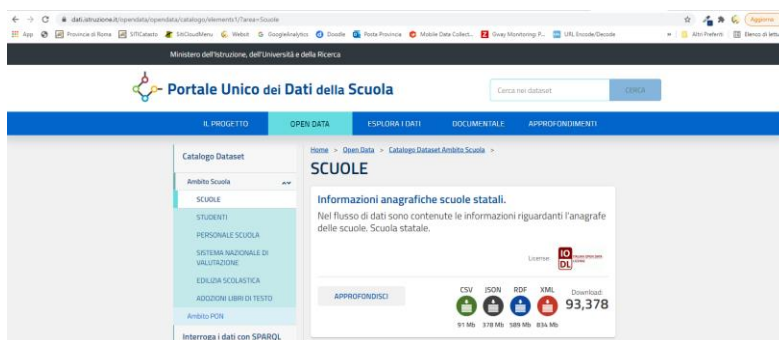 dati.istruzione.it/opendata/opendata/catalogo/elements1/?area=Scuole
Aggiorna
App
Provincia di Roma
SITICatasto
SitCloudMenu
Websit
GoogleAnalytics
Doodle
Posta Provincia
Mobile Data Collect...
Gway Monitoring: P...
URL Encode/Decode
»
Altri Preferiti
Elenco di lettu
Ministero dell'Istruzione, dell'Università e della Ricerca
Portale Unico dei Dati della Scuola
Cerca nei dataset
CERCA
IL PROGETTO
OPEN DATA
ESPLORA I DATI
DOCUMENTALE
APPROFONDIMENTI
Catalogo Dataset
Ambito Scuola
SCUOLE
STUDENTI
PERSONALE SCUOLA
SISTEMA NAZIONALE DI
VALUTAZIONE
EDILIZIA SCOLASTICA
ADOZIONI LIBRI DI TESTO
Ambito PON
Interroga i dati con SPARQL
Home > Open Data > Catalogo Dataset Ambito Scuola >
SCUOLE
Informazioni anagrafiche scuole statali.
Nel flusso di dati sono contenute le informazioni riguardanti l'anagrafe
delle scuole. Scuola statale.
License:
IO
DL
APPROFONDISCI
CSV
JSON
RDF
XML
91 Mb
378 Mb
589 Mb
834 Mb
Download:
93,378